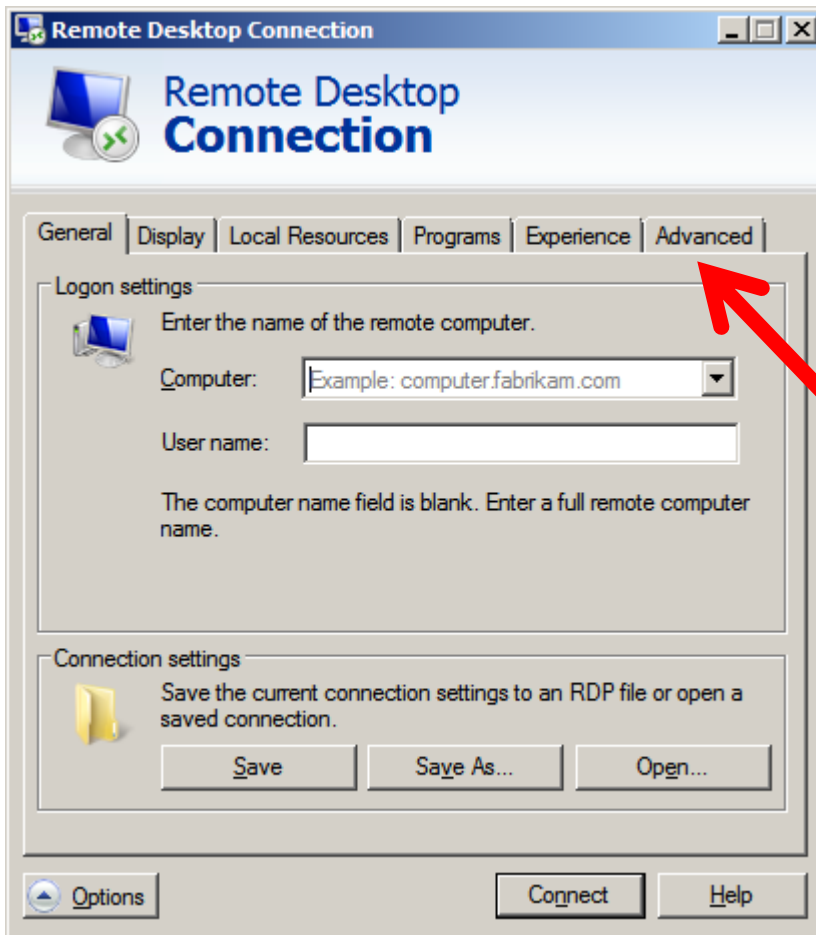 Remote Desktop Connection
Remote Desktop
Connection
General Display Local Resources Programs Experience Advanced
Logon settings
Enter the name of the remote computer.
Computer: Example: computer.fabrikam.com
User name:
The computer name field is blank. Enter a full remote computer
name.
Connection settings
Save the current connection settings to an RDP file or open a
saved connection.
Save Save As... Open...
Options Connect Help